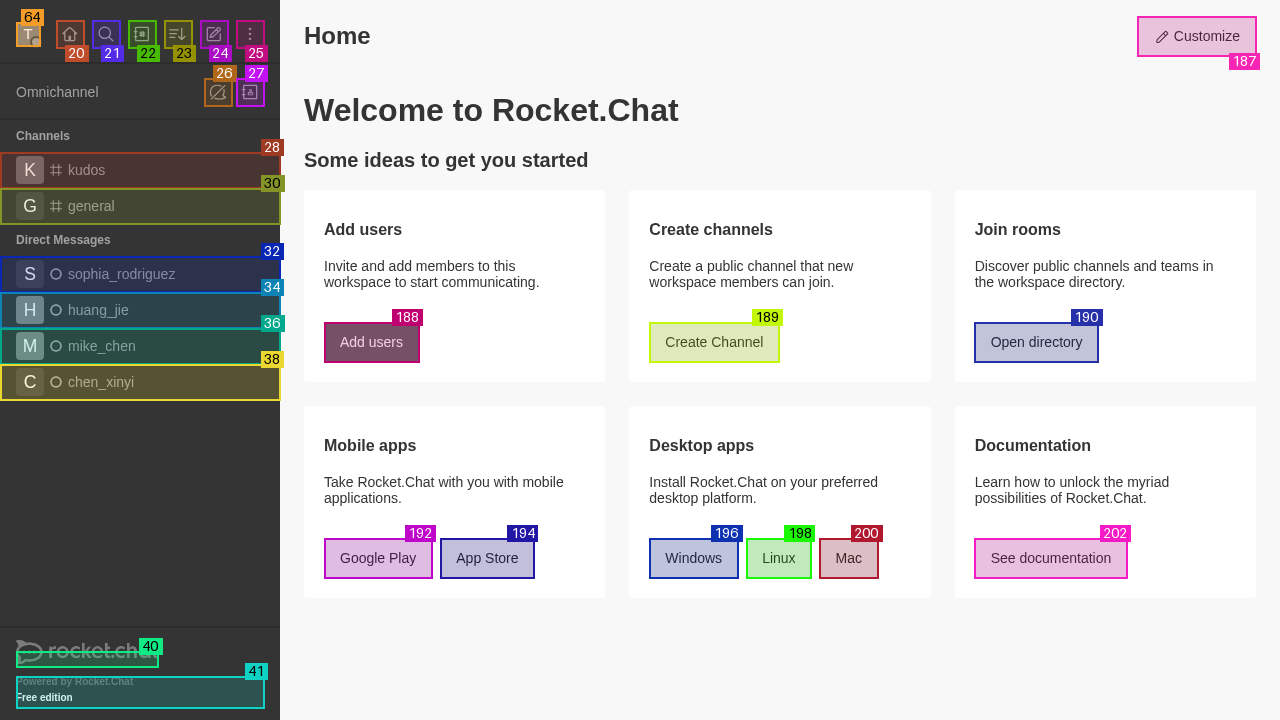 64
T
20
21
22
23
24
25
Home
Customize
187
Omnichannel
26
27
Channels
28
K kudos
30
G general
Direct Messages
32
S sophia_rodriguez
34
H huang_jie
36
M mike_chen
38
C chen_xinyi
Welcome to Rocket.Chat
Some ideas to get you started
Add users
Invite and add members to this
workspace to start communicating.
188
Add users
Create channels
Create a public channel that new
workspace members can join.
189
Create Channel
Join rooms
Discover public channels and teams in
the workspace directory.
190
Open directory
Mobile apps
Take Rocket.Chat with you with mobile
applications.
192
Google Play
194
App Store
Desktop apps
Install Rocket.Chat on your preferred
desktop platform.
196
Windows
198
Linux
200
Mac
Documentation
Learn how to unlock the myriad
possibilities of Rocket.Chat.
202
See documentation
40
rocket.chat
41
Powered by Rocket.Chat
Free edition